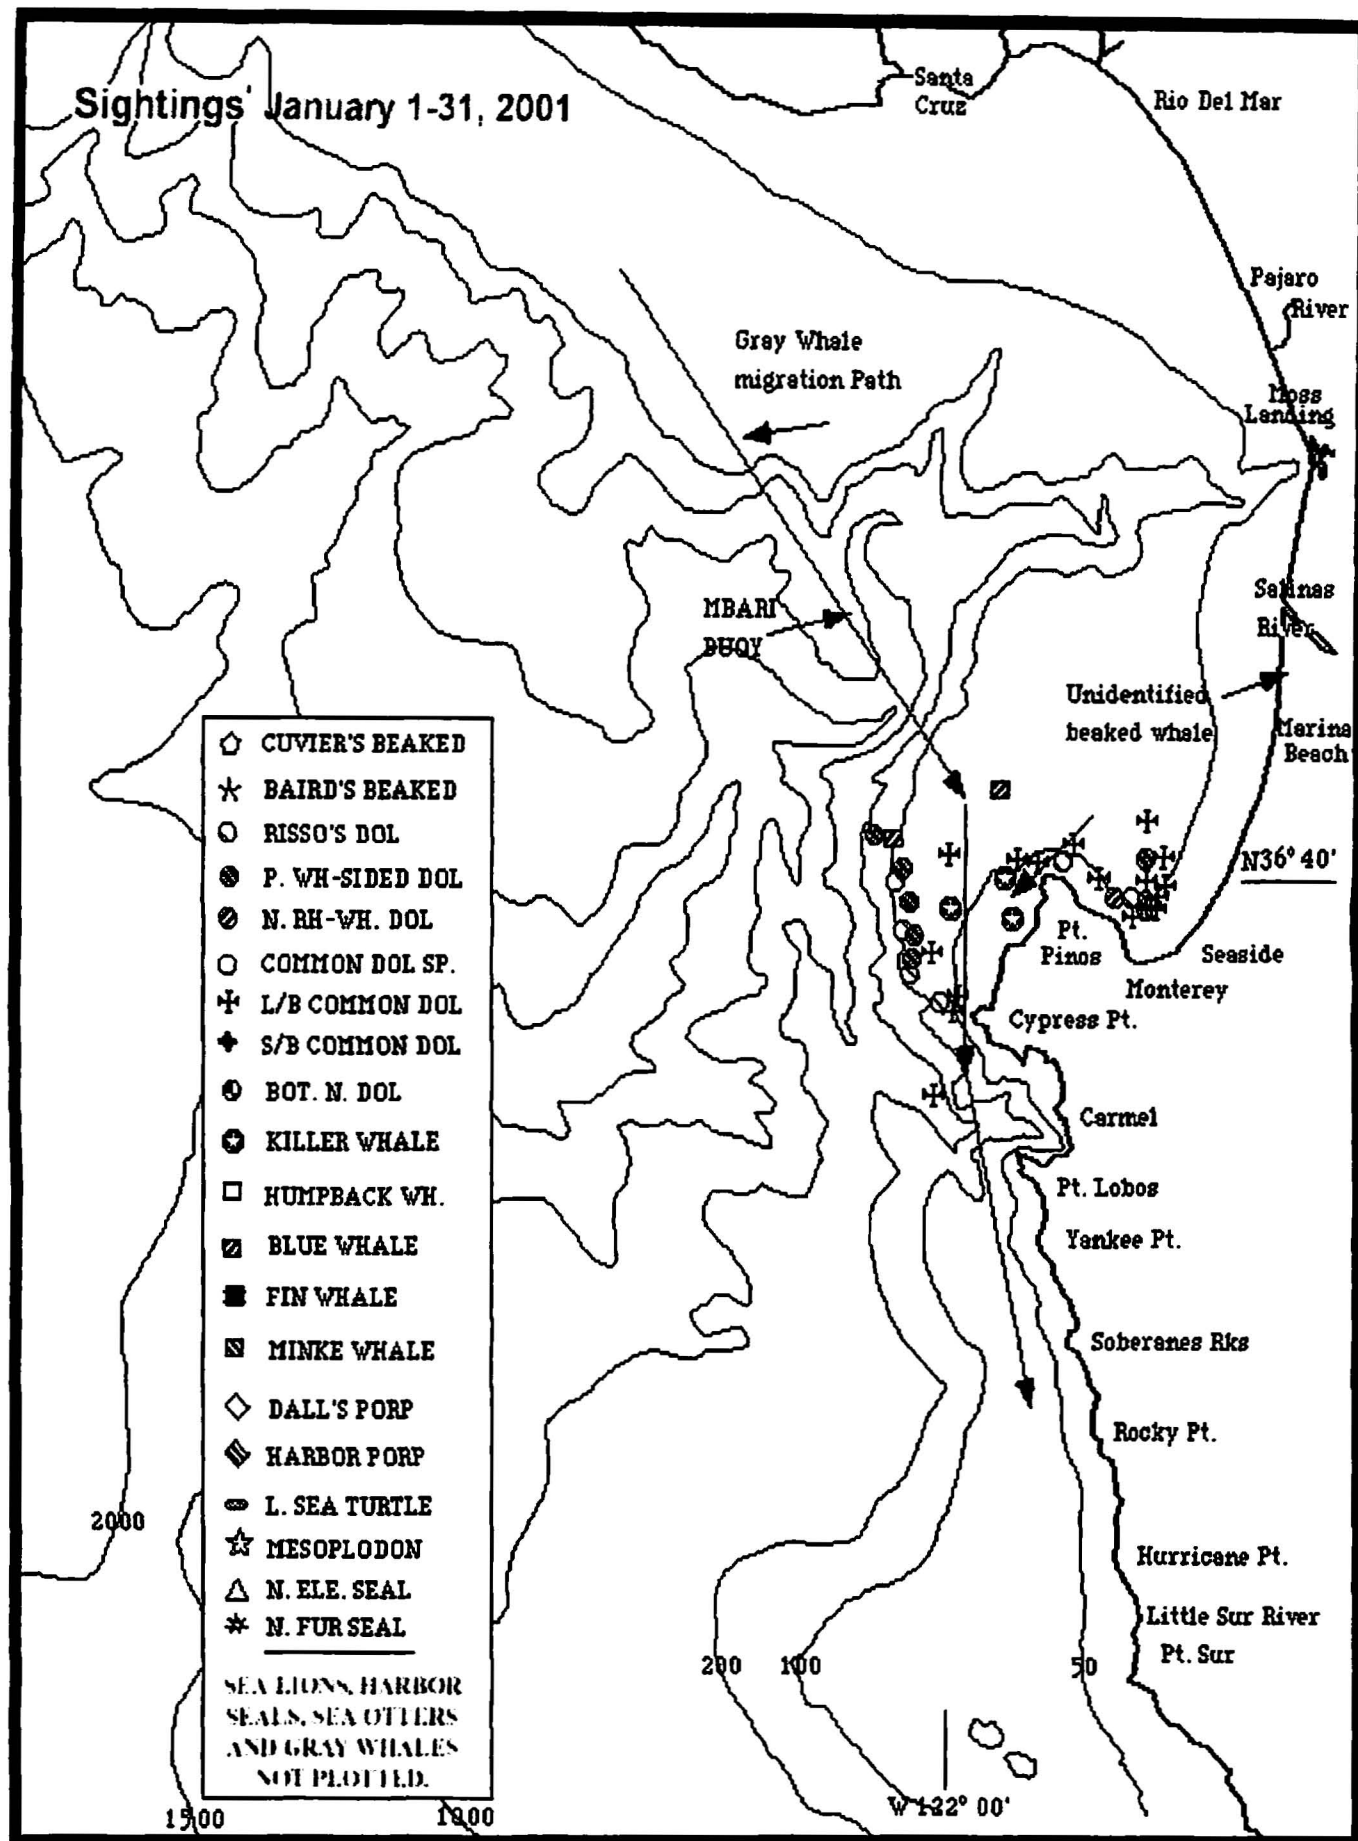 Sightings' January 1-31, 2001
Santa
Cruz
Rio Del Mar
Pajaro
River
Gray Whale
migration Path
Moss
Landing
MBARI
BUOY
Salinas
River
Unidentified
beaked whale
Marina
Beach
N36° 40'
Pt.
Pinos
Seaside
Monterey
Cypress Pt.
Carmel
Pt. Lobos
Yankee Pt.
Soberanes Rks
Rocky Pt.
Hurricane Pt.
Little Sur River
Pt. Sur
CUVIER'S BEAKED
BAIRD'S BEAKED
RISSO'S DOL
P. WH-SIDED DOL
N. RH-WH. DOL
COMMON DOL SP.
L/B COMMON DOL
S/B COMMON DOL
BOT. N. DOL
KILLER WHALE
HUMPBACK WH.
BLUE WHALE
FIN WHALE
MINKE WHALE
DALL'S PORP
HARBOR PORP
L. SEA TURTLE
MESOPLODON
N. ELE. SEAL
N. FUR SEAL
SEA LIONS, HARBOR
SEALS, SEA OTTERS
AND GRAY WHALES
NOT PLOTTED.
2000
200 100 50
W 122° 00'
1500 1000